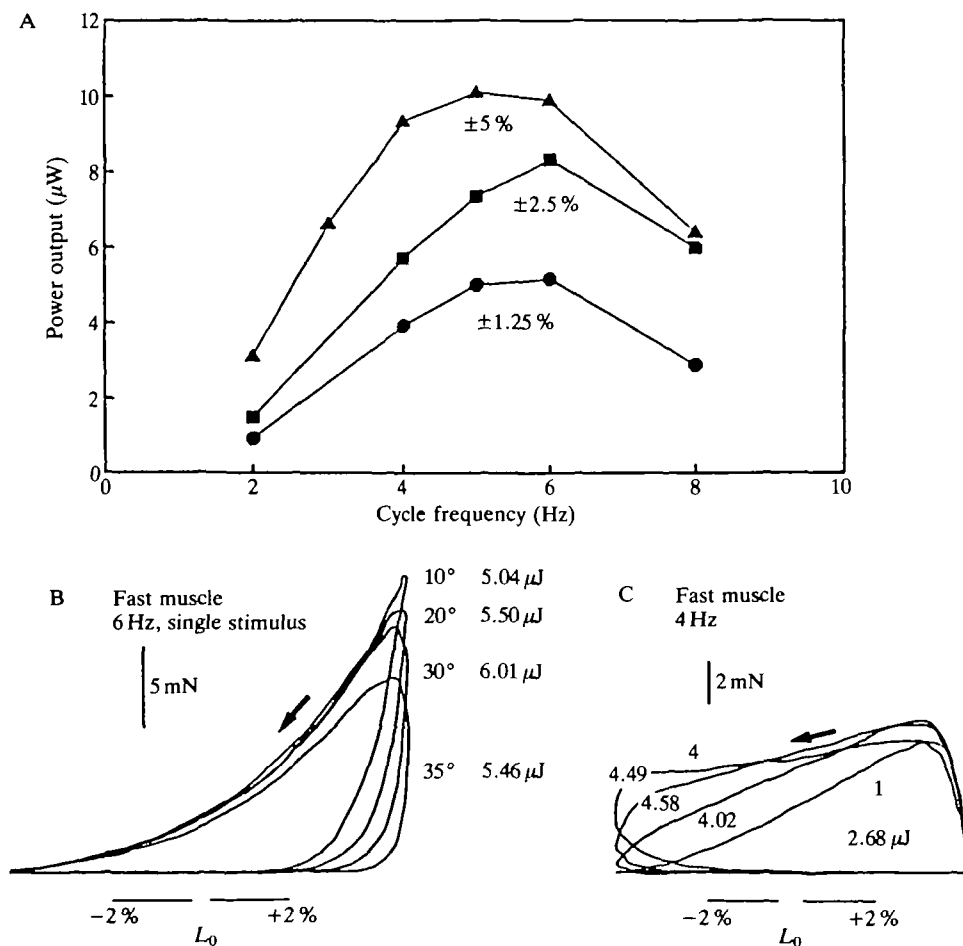 A
12
10
8
6
4
2
0
Power output (μW)
±5 %
±2.5 %
±1.25 %
0 2 4 6 8 10
Cycle frequency (Hz)
B Fast muscle
6 Hz, single stimulus
5 mN
10° 5.04 μJ
20° 5.50 μJ
30° 6.01 μJ
35° 5.46 μJ
−2 % +2 %
L₀
C Fast muscle
4 Hz
2 mN
4
4.49
4.58
4.02
1
2.68 μJ
−2 % +2 %
L₀